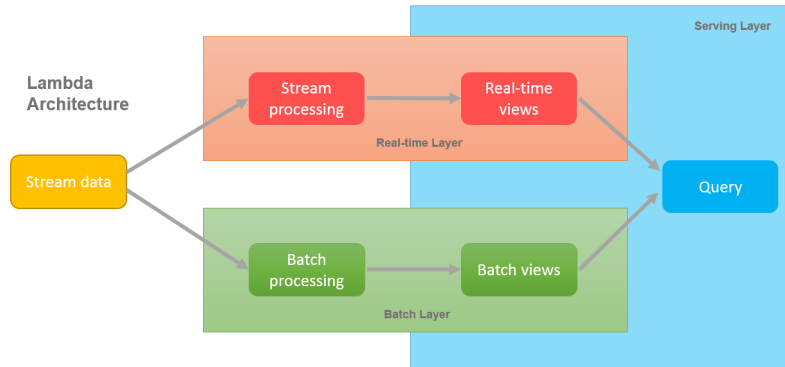 Serving Layer
Lambda
Architecture
Stream
processing
Real-time
views
Real-time Layer
Stream data
Query
Batch
processing
Batch views
Batch Layer